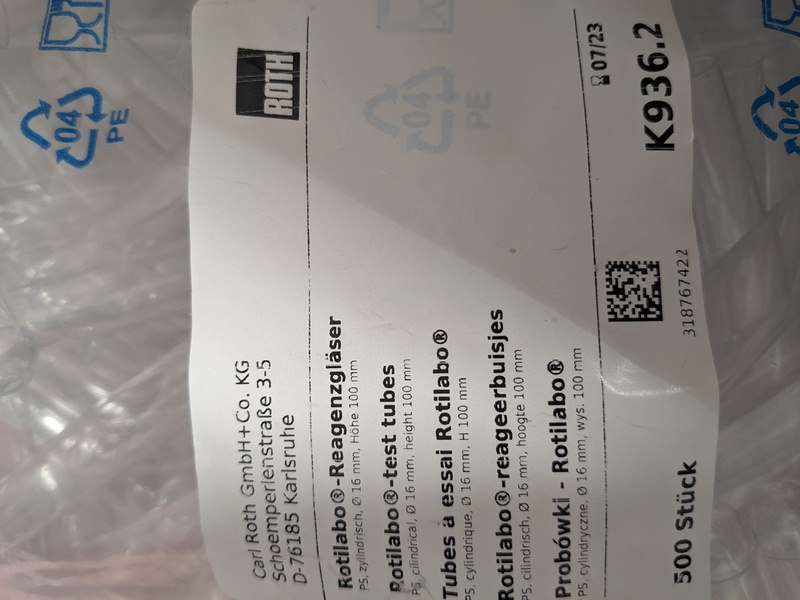 ROTH
Carl Roth GmbH+Co. KG
Schoemperlenstraße 3-5
D-76185 Karlsruhe
Rotilabo®-Reagenzgläser
PS, zylindrisch, Ø 16 mm, Höhe 100 mm
Rotilabo®-test tubes
PS, cilindrical, Ø 16 mm, height 100 mm
Tubes à essai Rotilabo®
PS, cylindrique, Ø 16 mm, H 100 mm
Rotilabo®-reageerbuisjes
PS, cilindrisch, Ø 16 mm, hoogte 100 mm
Probówki - Rotilabo®
PS, cylindryczne, Ø 16 mm, wys. 100 mm
07/23
500 Stück
318767422
K936.2
04
PE
04
PE
04